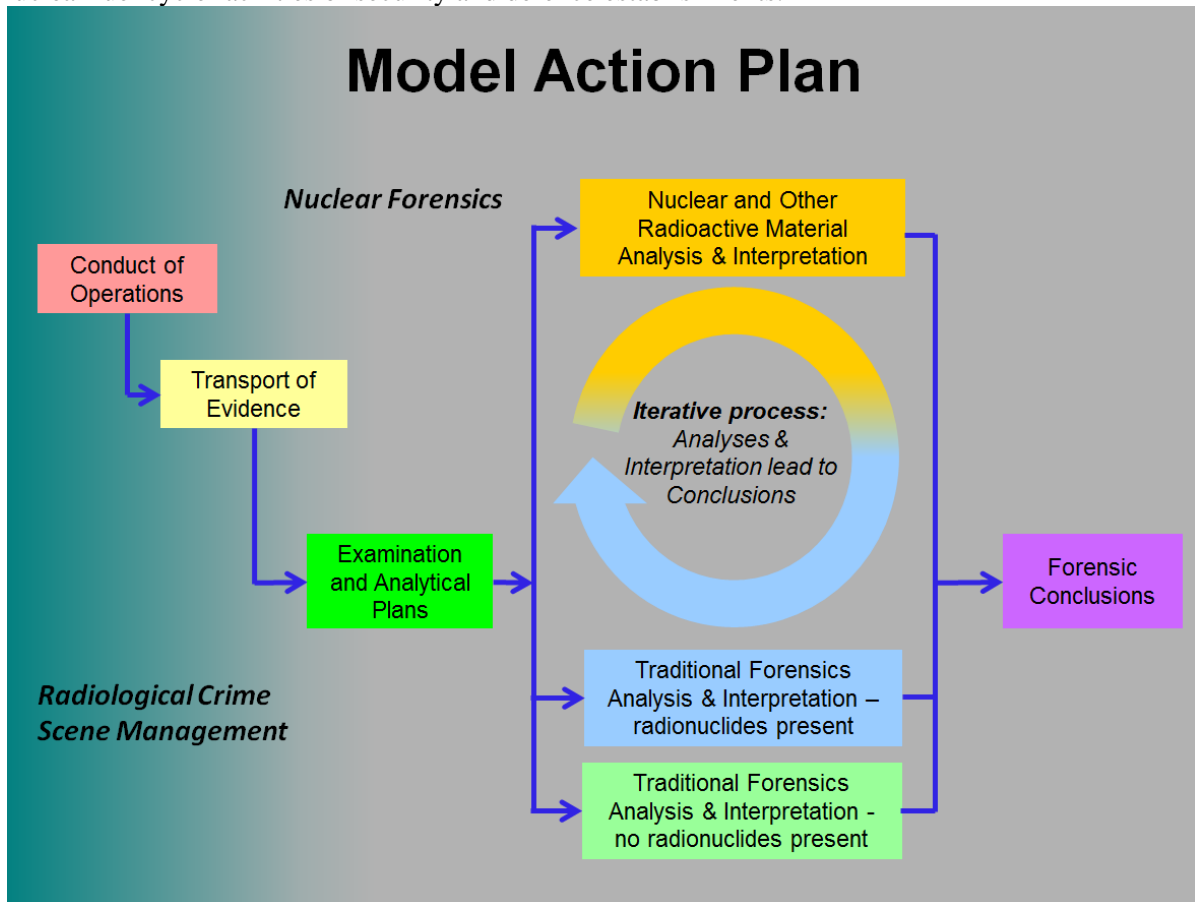 Model Action Plan
Nuclear Forensics
Nuclear and Other
Radioactive Material
Analysis & Interpretation
Conduct of
Operations
Transport of
Evidence
Iterative process:
Analyses &
Interpretation lead to
Conclusions
Examination
and Analytical
Plans
Forensic
Conclusions
Radiological Crime
Scene Management
Traditional Forensics
Analysis & Interpretation –
radionuclides present
Traditional Forensics
Analysis & Interpretation -
no radionuclides present